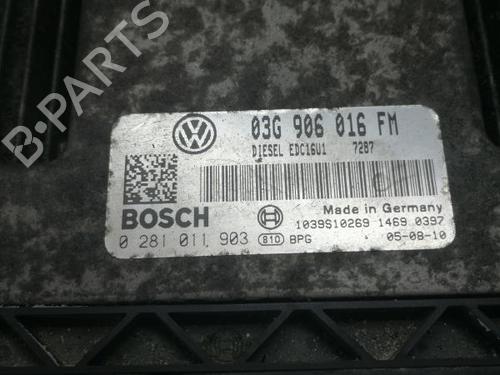 B-PARTS
03G 906 016 FM
DIESEL EDC16U1 7287
BOSCH
Made in Germany
1039S10269 1469 0397
0 281 011 903 810 BPG
05-08-10